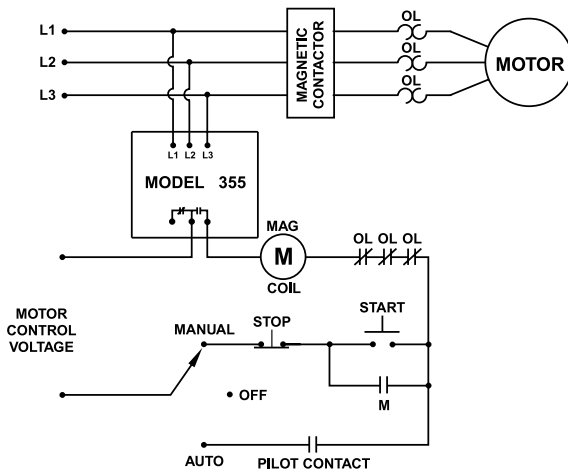 OL
L1
OL
L2
MAGNETIC
CONTACTOR
MOTOR
OL
L3
L1 L2 L3
MODEL 355
MAG
M
COIL
OL OL OL
MOTOR
CONTROL
VOLTAGE
MANUAL
STOP
START
OFF
M
AUTO
PILOT CONTACT